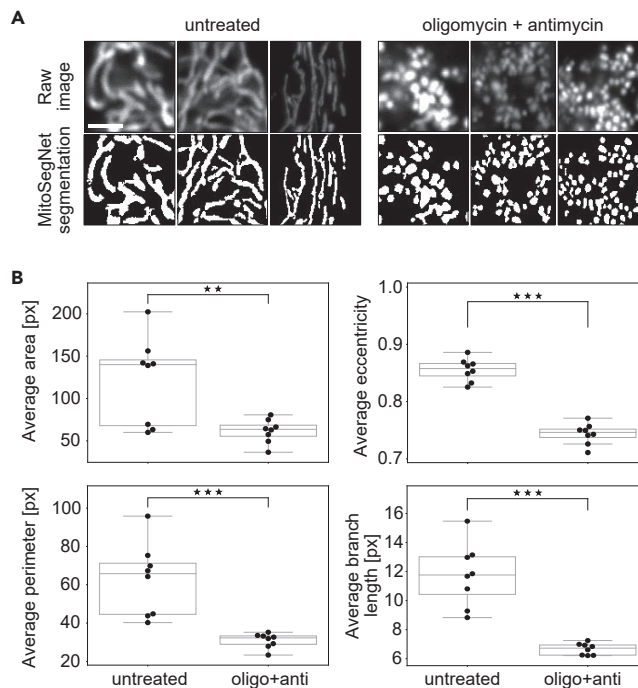 A
untreated
oligomycin + antimycin
Raw
image
MitoSegNet
segmentation
B
Average area [px]
200
150
100
50
★★
Average eccentricity
1.0
0.9
0.8
0.7
★★★
Average perimeter [px]
100
80
60
40
20
★★★
untreated
oligo+anti
Average branch
length [px]
16
14
12
10
8
6
★★★
untreated
oligo+anti